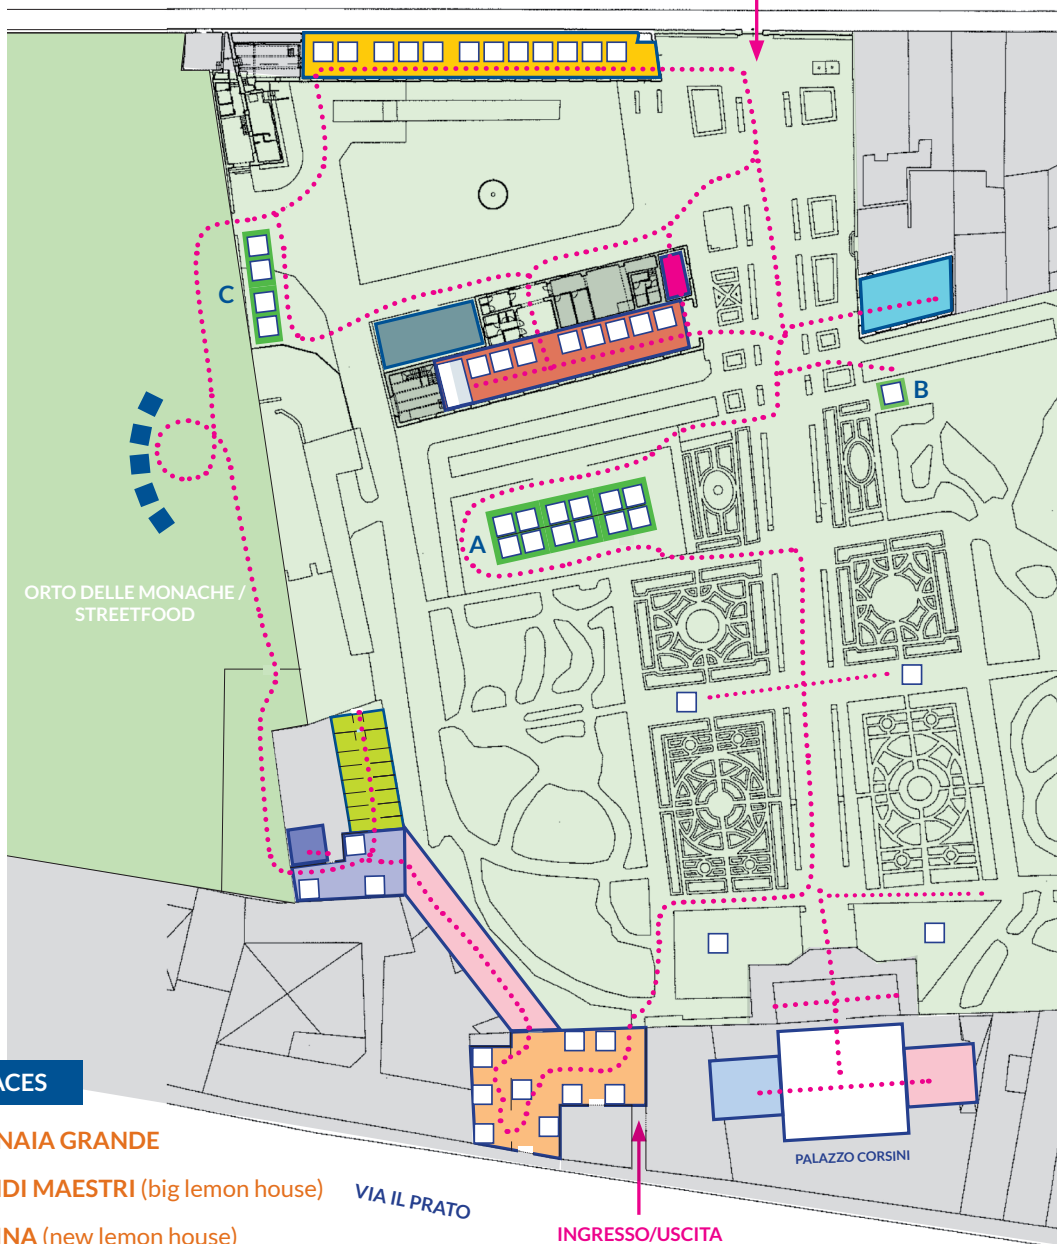 C
B
A
ORTO DELLE MONACHE /
STREETFOOD
PALAZZO CORSINI
NAIA GRANDE
DI MAESTRI (big lemon house)
VIA IL PRATO
NA (new lemon house)
INGRESSO/USCITA